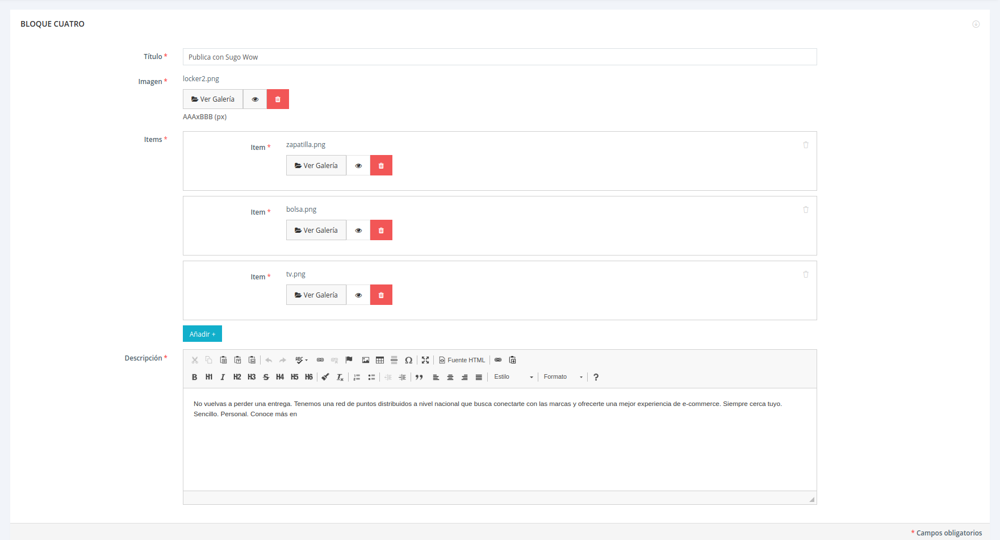 BLOQUE CUATRO
Título *
Publica con Sugo Wow
Imagen *
locker2.png
Ver Galería
AAAxBBB (px)
Items *
Item *
zapatilla.png
Ver Galería
Item *
bolsa.png
Ver Galería
Item *
tv.png
Ver Galería
Añadir +
Descripción *
ABC
Ω
Fuente HTML
B H1 I H2 H3 S H4 H5 H6 Tx
Estilo
Formato
?
No vuelvas a perder una entrega. Tenemos una red de puntos distribuidos a nivel nacional que busca conectarte con las marcas y ofrecerte una mejor experiencia de e-commerce. Siempre cerca tuyo.
Sencillo. Personal. Conoce más en
* Campos obligatorios